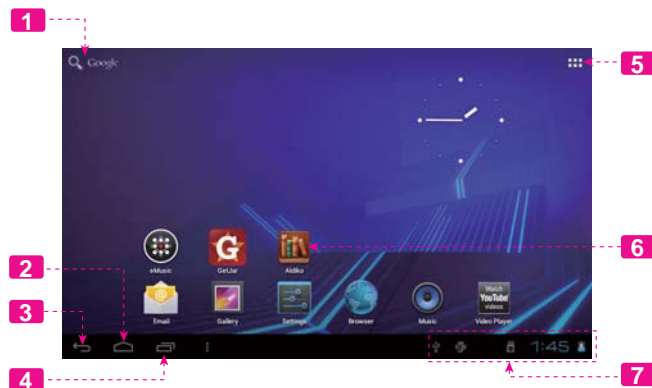 1
Google
5
G
eMusic
GetJar
Aldiko
6
2
Watch
YouTube
videos
Email
Gallery
Settings
Browser
Music
Video Player
3
1:45
4
7